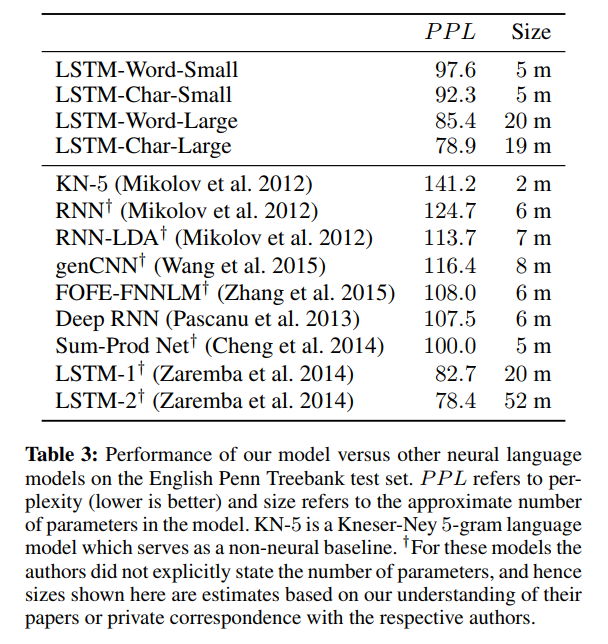 PPL Size
LSTM-Word-Small 97.6 5 m
LSTM-Char-Small 92.3 5 m
LSTM-Word-Large 85.4 20 m
LSTM-Char-Large 78.9 19 m
KN-5 (Mikolov et al. 2012) 141.2 2 m
RNN† (Mikolov et al. 2012) 124.7 6 m
RNN-LDA† (Mikolov et al. 2012) 113.7 7 m
genCNN† (Wang et al. 2015) 116.4 8 m
FOFE-FNNLM† (Zhang et al. 2015) 108.0 6 m
Deep RNN (Pascanu et al. 2013) 107.5 6 m
Sum-Prod Net† (Cheng et al. 2014) 100.0 5 m
LSTM-1† (Zaremba et al. 2014) 82.7 20 m
LSTM-2† (Zaremba et al. 2014) 78.4 52 m
Table 3: Performance of our model versus other neural language
models on the English Penn Treebank test set. PPL refers to per-
plexity (lower is better) and size refers to the approximate number
of parameters in the model. KN-5 is a Kneser-Ney 5-gram language
model which serves as a non-neural baseline. †For these models the
authors did not explicitly state the number of parameters, and hence
sizes shown here are estimates based on our understanding of their
papers or private correspondence with the respective authors.